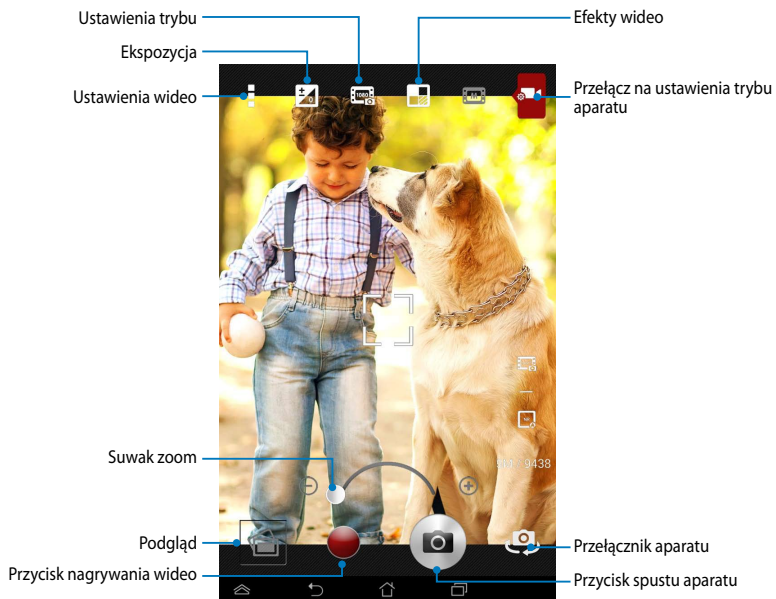 Ustawienia trybu
Efekty wideo
Ekspozycja
Ustawienia wideo
Przełącz na ustawienia trybu
aparatu
1080
Suwak zoom
Podgląd
Przełącznik aparatu
Przycisk nagrywania wideo
Przycisk spustu aparatu